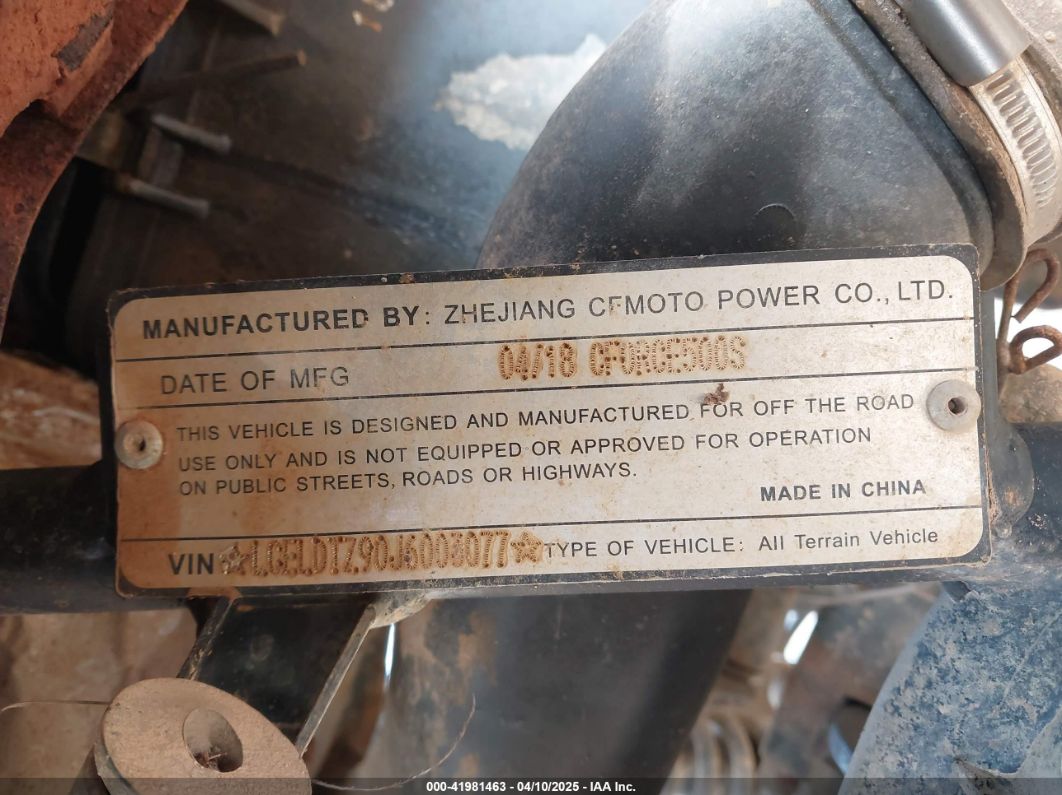 MANUFACTURED BY: ZHEJIANG CFMOTO POWER CO., LTD.
DATE OF MFG 04/18 CFORCE500S
THIS VEHICLE IS DESIGNED AND MANUFACTURED FOR OFF THE ROAD
USE ONLY AND IS NOT EQUIPPED OR APPROVED FOR OPERATION
ON PUBLIC STREETS, ROADS OR HIGHWAYS.
MADE IN CHINA
VIN ☆LCELDTZ90J6003077☆ TYPE OF VEHICLE: All Terrain Vehicle
000-41981463 - 04/10/2025 - IAA Inc.